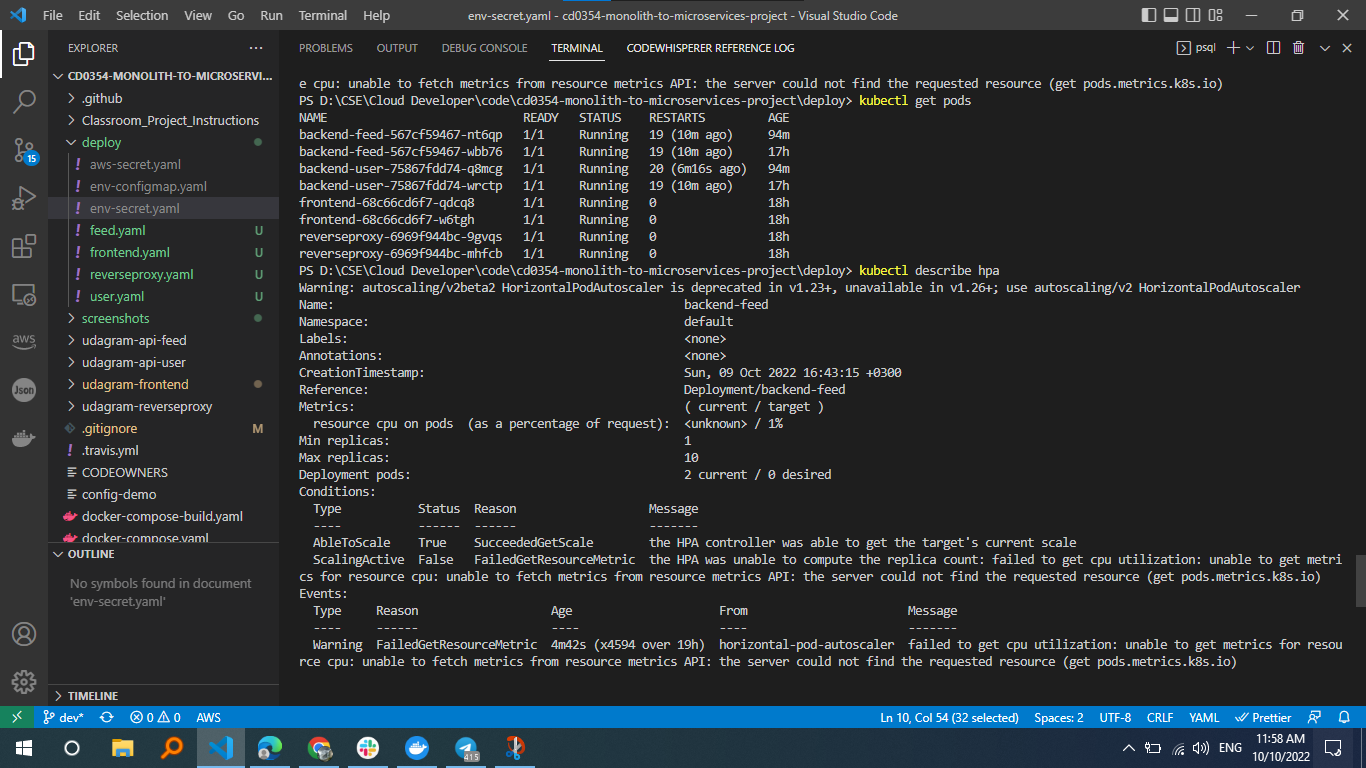 File Edit Selection View Go Run Terminal Help env-secret.yaml - cd0354-monolith-to-microservices-project - Visual Studio Code
EXPLORER
CD0354-MONOLITH-TO-MICROSERVI...
.github
Classroom_Project_Instructions
deploy
aws-secret.yaml
env-configmap.yaml
env-secret.yaml
feed.yaml U
frontend.yaml U
reverseproxy.yaml U
user.yaml U
screenshots
udagram-api-feed
udagram-api-user
udagram-frontend
udagram-reverseproxy
.gitignore M
.travis.yml
CODEOWNERS
config-demo
docker-compose-build.yaml
docker-compose.yaml
OUTLINE
No symbols found in document
'env-secret.yaml'
TIMELINE
15
aws
Json
PROBLEMS OUTPUT DEBUG CONSOLE TERMINAL CODEWHISPERER REFERENCE LOG psql
e cpu: unable to fetch metrics from resource metrics API: the server could not find the requested resource (get pods.metrics.k8s.io)
PS D:\CSE\Cloud Developer\code\cd0354-monolith-to-microservices-project\deploy> kubectl get pods
NAME READY STATUS RESTARTS AGE
backend-feed-567cf59467-nt6qp 1/1 Running 19 (10m ago) 94m
backend-feed-567cf59467-wbb76 1/1 Running 19 (10m ago) 17h
backend-user-75867fdd74-q8mcg 1/1 Running 20 (6m16s ago) 94m
backend-user-75867fdd74-wrctp 1/1 Running 19 (10m ago) 17h
frontend-68c66cd6f7-qdcq8 1/1 Running 0 18h
frontend-68c66cd6f7-w6tgh 1/1 Running 0 18h
reverseproxy-6969f944bc-9gvqs 1/1 Running 0 18h
reverseproxy-6969f944bc-mhfcb 1/1 Running 0 18h
PS D:\CSE\Cloud Developer\code\cd0354-monolith-to-microservices-project\deploy> kubectl describe hpa
Warning: autoscaling/v2beta2 HorizontalPodAutoscaler is deprecated in v1.23+, unavailable in v1.26+; use autoscaling/v2 HorizontalPodAutoscaler
Name: backend-feed
Namespace: default
Labels: <none>
Annotations: <none>
CreationTimestamp: Sun, 09 Oct 2022 16:43:15 +0300
Reference: Deployment/backend-feed
Metrics: ( current / target )
resource cpu on pods (as a percentage of request): <unknown> / 1%
Min replicas: 1
Max replicas: 10
Deployment pods: 2 current / 0 desired
Conditions:
Type Status Reason Message
---- ------ ------ -------
AbleToScale True SucceededGetScale the HPA controller was able to get the target's current scale
ScalingActive False FailedGetResourceMetric the HPA was unable to compute the replica count: failed to get cpu utilization: unable to get metri
cs for resource cpu: unable to fetch metrics from resource metrics API: the server could not find the requested resource (get pods.metrics.k8s.io)
Events:
Type Reason Age From Message
---- ------ ---- ---- -------
Warning FailedGetResourceMetric 4m42s (x4594 over 19h) horizontal-pod-autoscaler failed to get cpu utilization: unable to get metrics for resou
rce cpu: unable to fetch metrics from resource metrics API: the server could not find the requested resource (get pods.metrics.k8s.io)
dev* 0 0 AWS Ln 10, Col 54 (32 selected) Spaces: 2 UTF-8 CRLF YAML Prettier
415
ENG
11:58 AM
10/10/2022